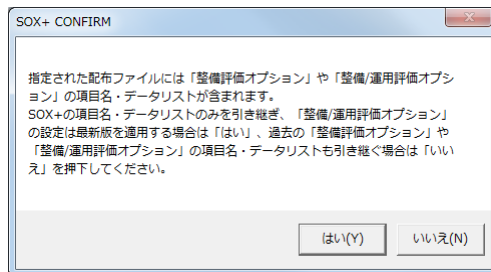 SOX+ CONFIRM
指定された配布ファイルには「整備評価オプション」や「整備/運用評価オプシ
ョン」の項目名・データリストが含まれます。
SOX+の項目名・データリストのみを引き継ぎ、「整備/運用評価オプション」
の設定は最新版を適用する場合は「はい」、過去の「整備評価オプション」や
「整備/運用評価オプション」の項目名・データリストも引き継ぐ場合は「いい
え」を押下してください。
はい(Y) いいえ(N)